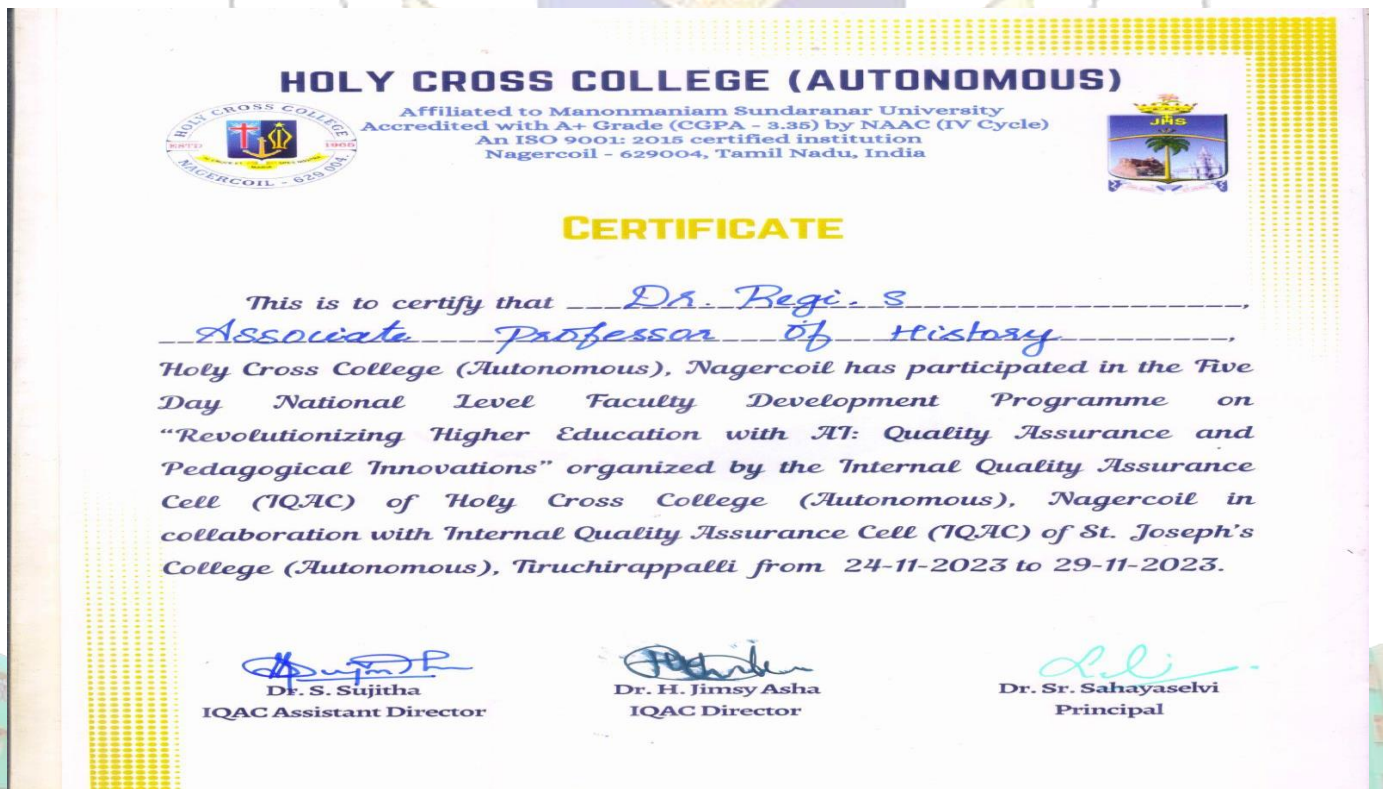 HOLY CROSS COLLEGE (AUTONOMOUS)
Affiliated to Manonmaniam Sundaranar University
Accredited with A+ Grade (CGPA - 3.35) by NAAC (IV Cycle)
An ISO 9001: 2015 certified institution
Nagercoil - 629004, Tamil Nadu, India
HOLY CROSS COLLEGE
ESTD 1965
NAGERCOIL - 629 004.
JHS
CERTIFICATE
This is to certify that ___Dr. Regi. S___,
__Associate Professor of History__,
Holy Cross College (Autonomous), Nagercoil has participated in the Five
Day National Level Faculty Development Programme on
“Revolutionizing Higher Education with AI: Quality Assurance and
Pedagogical Innovations” organized by the Internal Quality Assurance
Cell (IQAC) of Holy Cross College (Autonomous), Nagercoil in
collaboration with Internal Quality Assurance Cell (IQAC) of St. Joseph’s
College (Autonomous), Tiruchirappalli from 24-11-2023 to 29-11-2023.
Dr. S. Sujitha
IQAC Assistant Director
Dr. H. Jimsy Asha
IQAC Director
Dr. Sr. Sahayaselvi
Principal